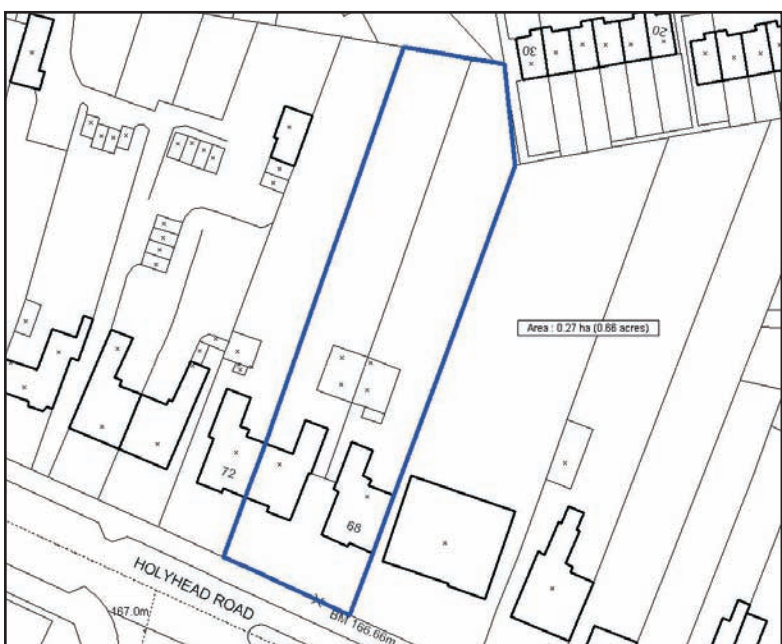 30
20
Area : 0.27 ha (0.66 acres)
72
68
HOLYHEAD ROAD
167.0m
BM 166.66m